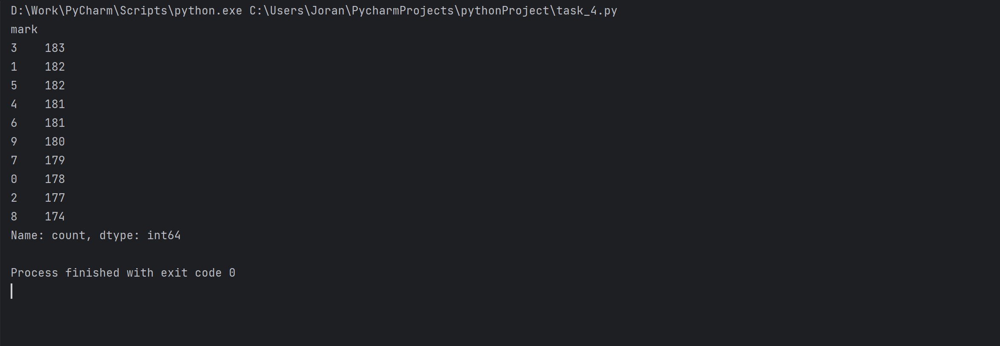 D:\Work\PyCharm\Scripts\python.exe C:\Users\Joran\PycharmProjects\pythonProject\task_4.py
mark
3    183
1    182
5    182
4    181
6    181
9    180
7    179
0    178
2    177
8    174
Name: count, dtype: int64
Process finished with exit code 0